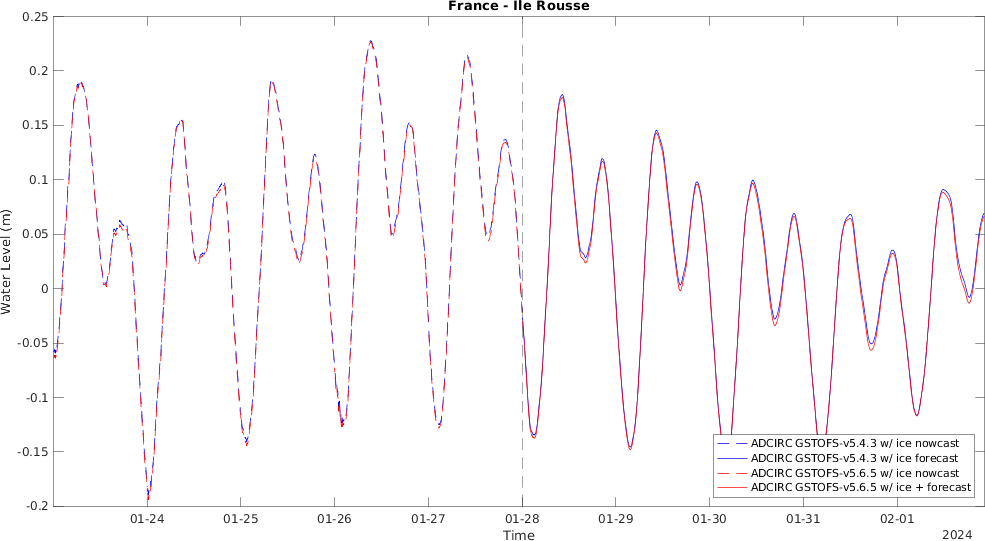 France - Ile Rousse
0.25
0.2
0.15
0.1
0.05
0
-0.05
-0.1
-0.15
-0.2
Water Level (m)
01-24
01-25
01-26
01-27
01-28
01-29
01-30
01-31
02-01
Time
2024
ADCIRC GSTOFS-v5.4.3 w/ ice nowcast
ADCIRC GSTOFS-v5.4.3 w/ ice forecast
ADCIRC GSTOFS-v5.6.5 w/ ice nowcast
ADCIRC GSTOFS-v5.6.5 w/ ice + forecast